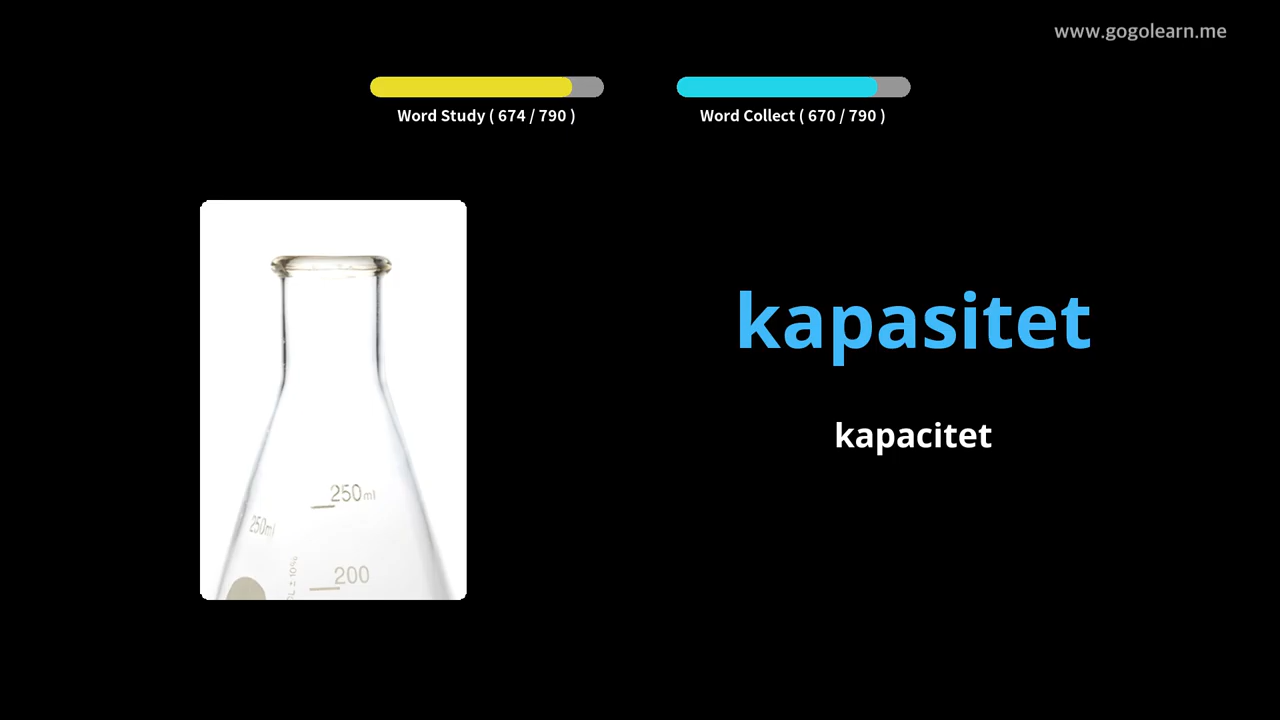 www.gogolearn.me
Word Study ( 674 / 790 )
Word Collect ( 670 / 790 )
kapasitet
kapacitet
250ml
250ml
200